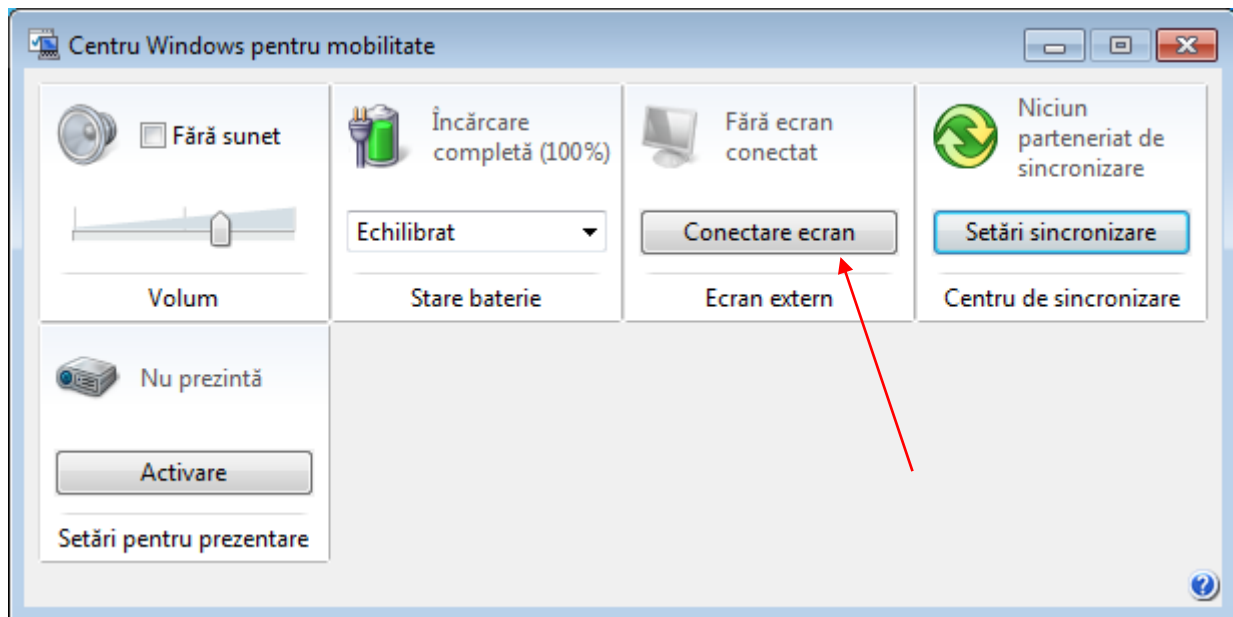 Centru Windows pentru mobilitate
Fără sunet
Volum
Încărcare
completă (100%)
Echilibrat
Stare baterie
Fără ecran
conectat
Conectare ecran
Ecran extern
Niciun
parteneriat de
sincronizare
Setări sincronizare
Centru de sincronizare
Nu prezintă
Activare
Setări pentru prezentare